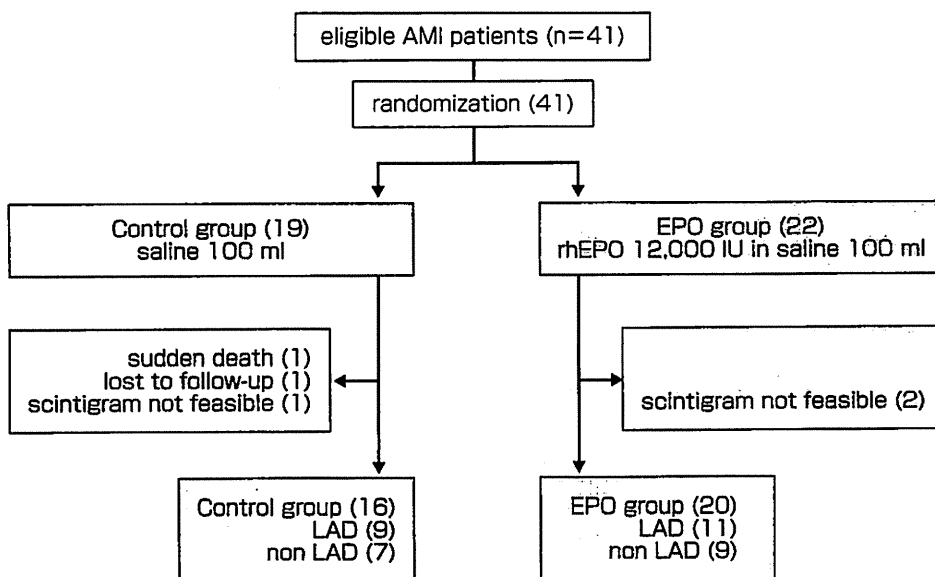 eligible AMI patients (n=41)
randomization (41)
Control group (19)
saline 100 ml
EPO group (22)
rhEPO 12,000 IU in saline 100 ml
sudden death (1)
lost to follow-up (1)
scintigram not feasible (1)
scintigram not feasible (2)
Control group (16)
LAD (9)
non LAD (7)
EPO group (20)
LAD (11)
non LAD (9)